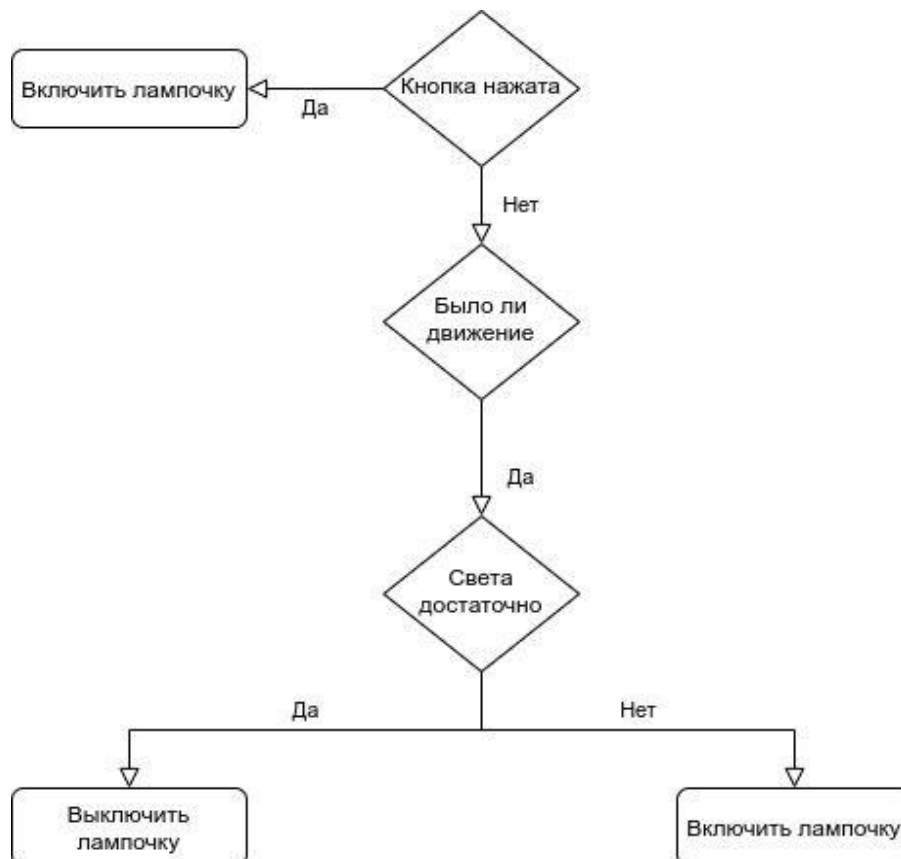 Кнопка нажата
Включить лампочку
Да
Нет
Было ли
движение
Да
Света
достаточно
Да
Нет
Выключить
лампочку
Включить лампочку